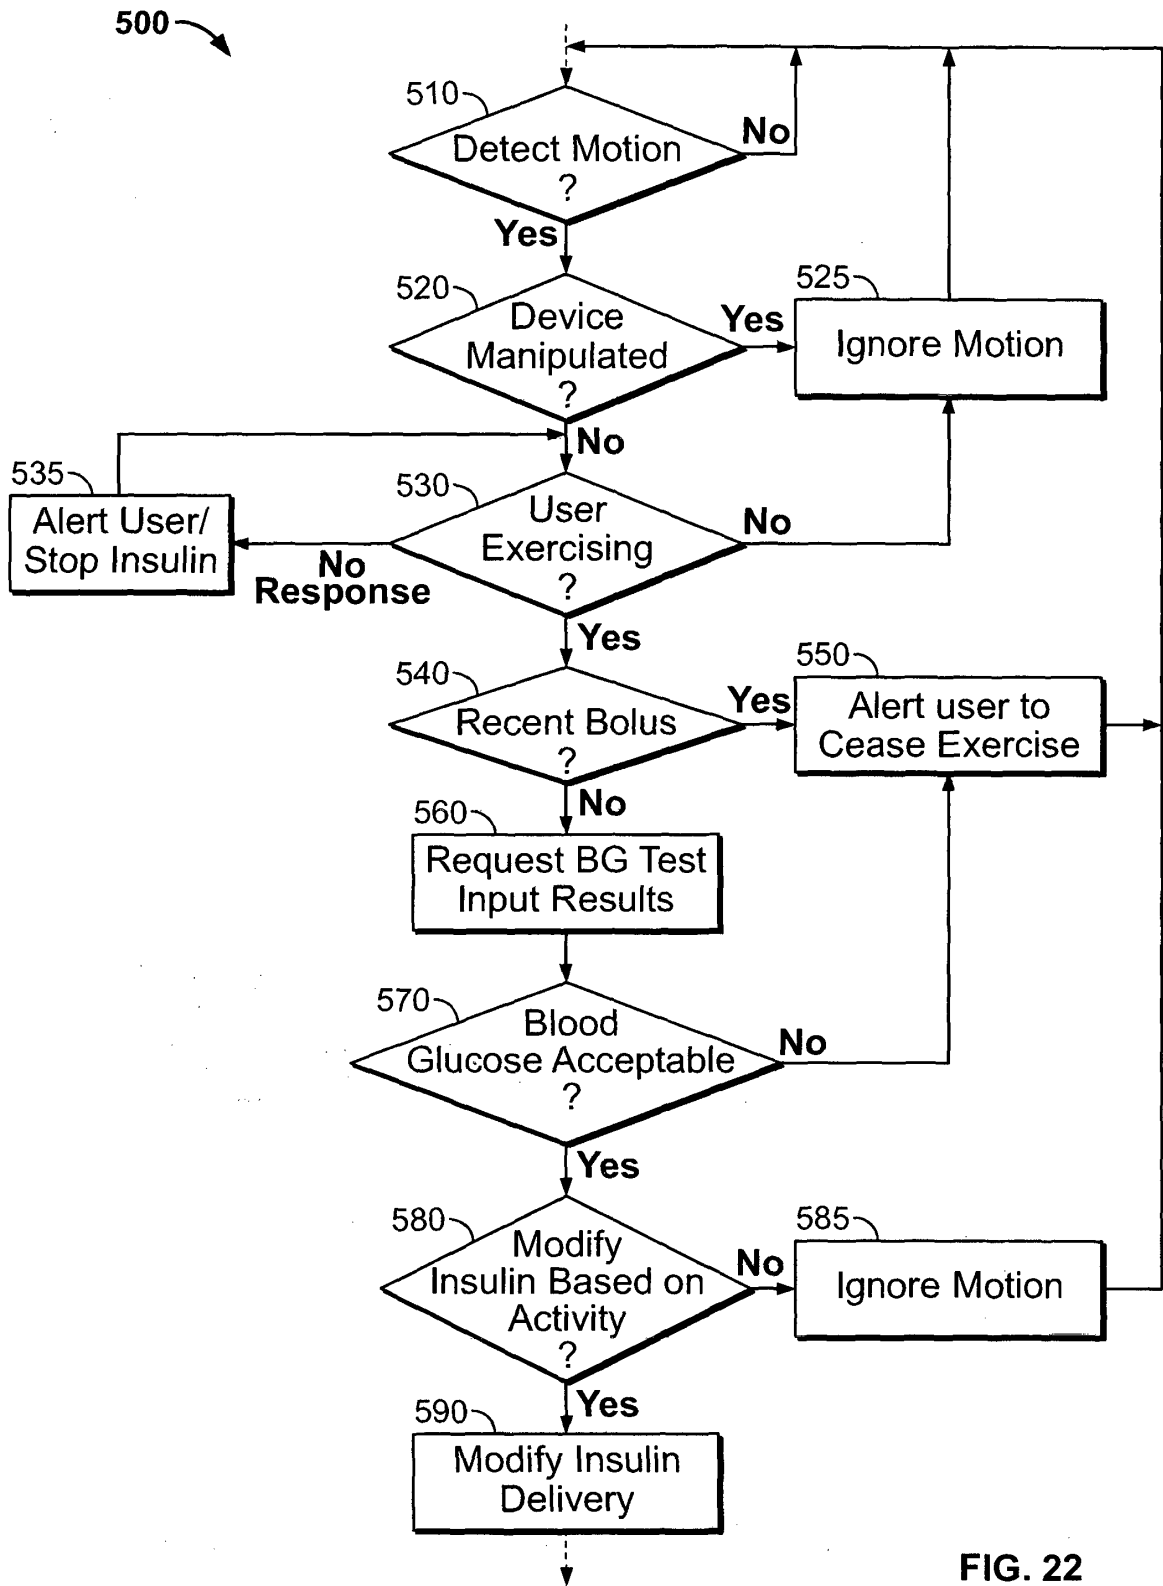 500
510
Detect Motion
?
No
Yes
520
Device
Manipulated
?
Yes
525
Ignore Motion
No
535
Alert User/
Stop Insulin
530
User
Exercising
?
No
No
Response
Yes
540
Recent Bolus
?
Yes
550
Alert user to
Cease Exercise
No
560
Request BG Test
Input Results
570
Blood
Glucose Acceptable
?
No
Yes
580
Modify
Insulin Based on
Activity
?
No
585
Ignore Motion
Yes
590
Modify Insulin
Delivery
FIG. 22